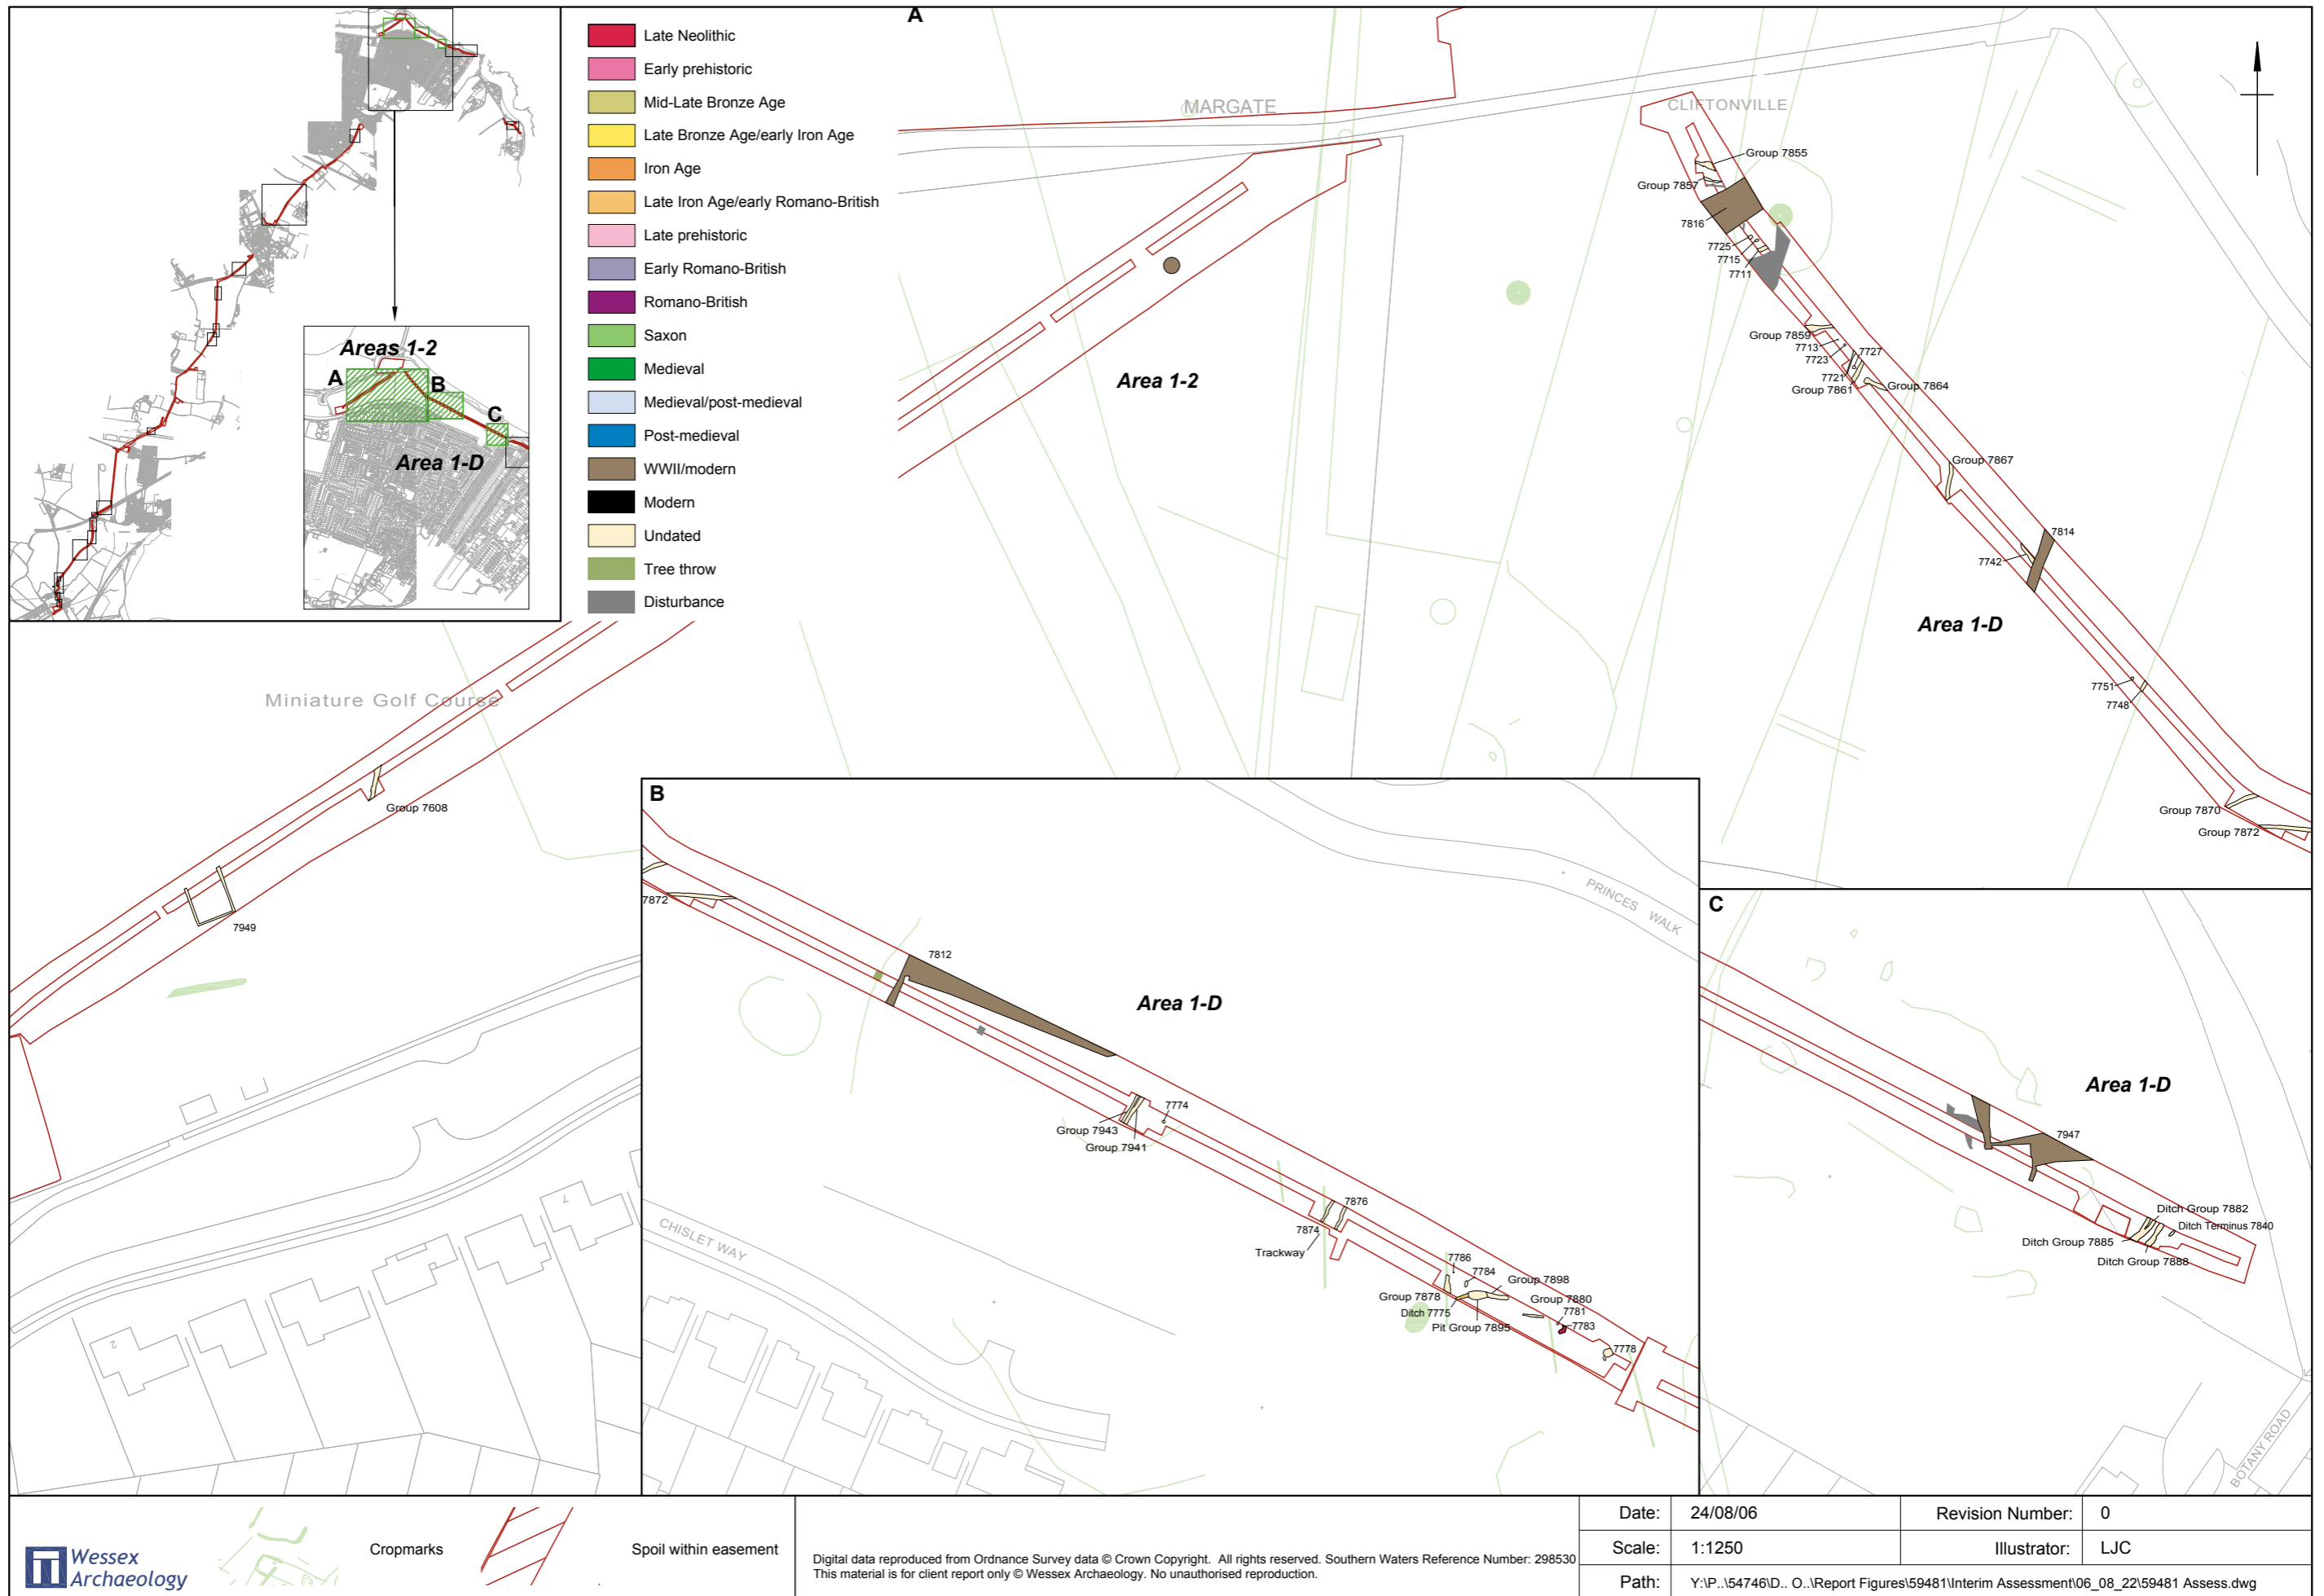 Areas 1-2
A
B
C
Area 1-D
Late Neolithic
Early prehistoric
Mid-Late Bronze Age
Late Bronze Age/early Iron Age
Iron Age
Late Iron Age/early Romano-British
Late prehistoric
Early Romano-British
Romano-British
Saxon
Medieval
Medieval/post-medieval
Post-medieval
WWII/modern
Modern
Undated
Tree throw
Disturbance
A
MARGATE
CLIFTONVILLE
Group 7855
Group 7857
7816
7725
7715
7711
Group 7859
7713
7723
7727
7721
Group 7861
Group 7864
Area 1-2
Group 7867
7814
7742
Area 1-D
7751
7748
Group 7870
Group 7872
Miniature Golf Course
Group 7608
7949
2
7
B
7872
7812
Area 1-D
PRINCES WALK
Group 7943
Group 7941
7774
7876
7874
Trackway
CHISLET WAY
7786
7784
Group 7898
Group 7878
Group 7880
Ditch 7775
7781
Pit Group 7895
7783
7778
C
Area 1-D
7947
Ditch Group 7882
Ditch Terminus 7840
Ditch Group 7885
Ditch Group 7888
BOTANY ROAD
Wessex
Archaeology
Cropmarks
Spoil within easement
Digital data reproduced from Ordnance Survey data © Crown Copyright. All rights reserved. Southern Waters Reference Number: 298530
This material is for client report only © Wessex Archaeology. No unauthorised reproduction.
Date: 24/08/06 Revision Number: 0
Scale: 1:1250 Illustrator: LJC
Path: Y:\P..\54746\D.. O..\Report Figures\59481\Interim Assessment\06_08_22\59481 Assess.dwg